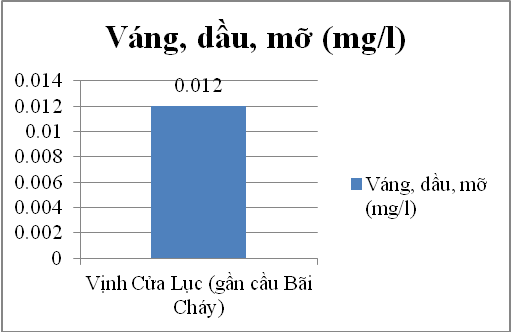 Váng, dầu, mỡ (mg/l)
0.014
0.012
0.01
0.008
0.006
0.004
0.002
0
0.012
Vịnh Cửa Lục (gần cầu Bãi
Cháy)
Váng, dầu, mỡ
(mg/l)